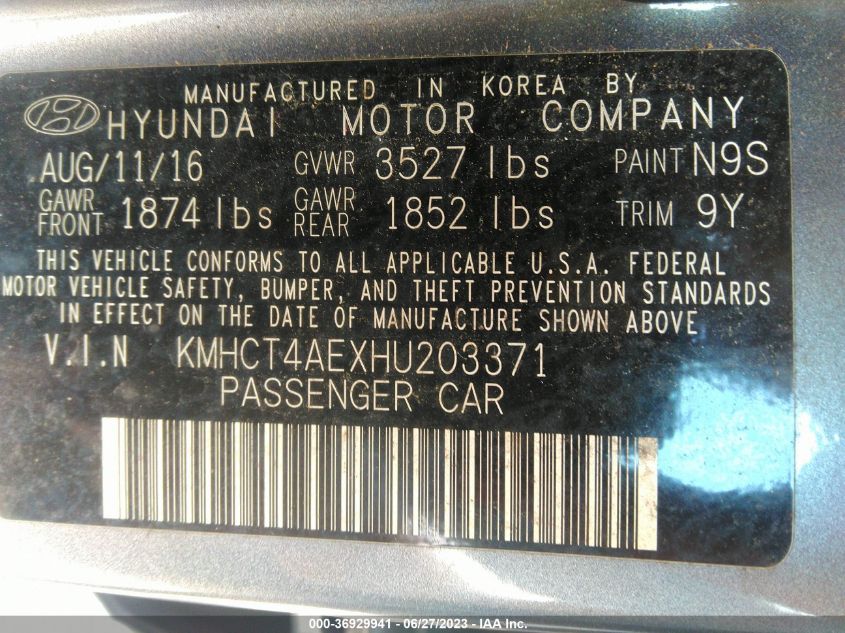 MANUFACTURED IN KOREA BY
HYUNDAI MOTOR COMPANY
AUG/11/16 GVWR 3527 lbs PAINT N9S
GAWR FRONT 1874 lbs GAWR REAR 1852 lbs TRIM 9Y
THIS VEHICLE CONFORMS TO ALL APPLICABLE U.S.A. FEDERAL
MOTOR VEHICLE SAFETY, BUMPER, AND THEFT PREVENTION STANDARDS
IN EFFECT ON THE DATE OF MANUFACTURE SHOWN ABOVE
V.I.N KMHCT4AEXHU203371
PASSENGER CAR
000-36929941 - 06/27/2023 - IAA Inc.